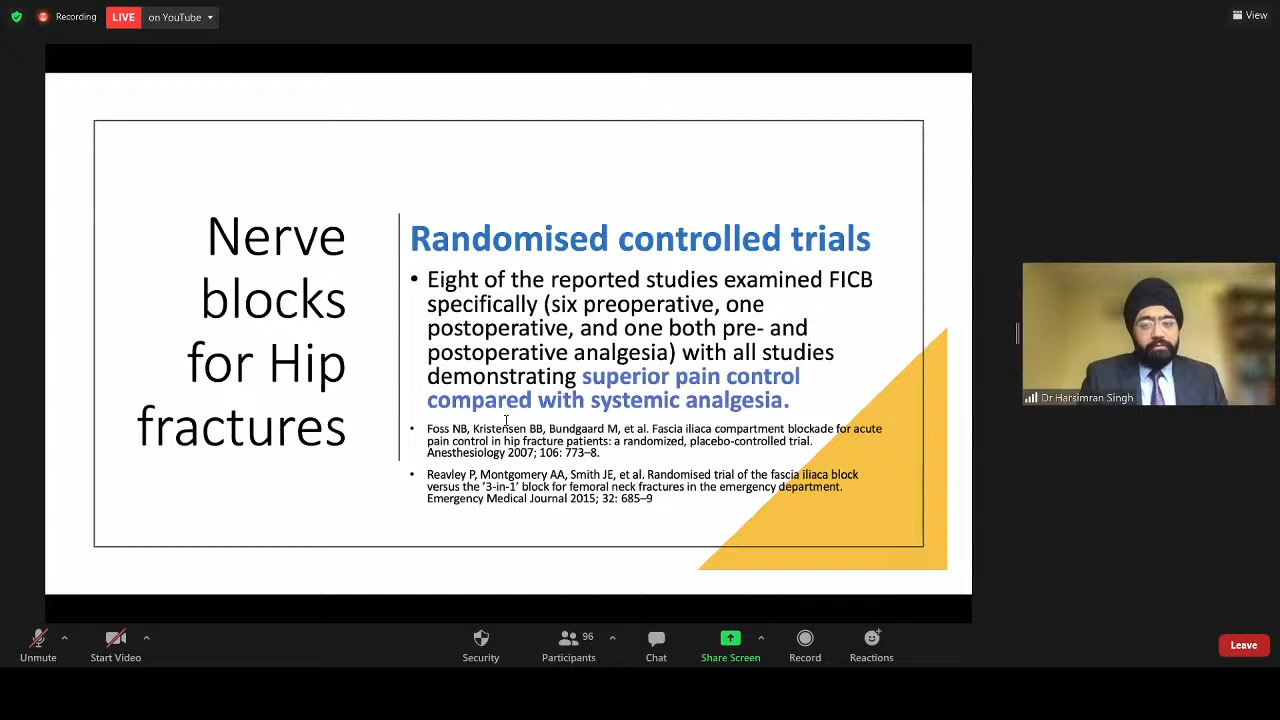 Recording
LIVE
on YouTube
View
Nerve
blocks
for Hip
fractures
Randomised controlled trials
• Eight of the reported studies examined FICB
specifically (six preoperative, one
postoperative, and one both pre- and
postoperative analgesia) with all studies
demonstrating superior pain control
compared with systemic analgesia.
• Foss NB, Kristensen BB, Bundgaard M, et al. Fascia iliaca compartment blockade for acute
pain control in hip fracture patients: a randomized, placebo-controlled trial.
Anesthesiology 2007; 106: 773–8.
• Reavley P, Montgomery AA, Smith JE, et al. Randomised trial of the fascia iliaca block
versus the ‘3-in-1’ block for femoral neck fractures in the emergency department.
Emergency Medical Journal 2015; 32: 685–9
Dr Harsimran Singh
Unmute
Start Video
Security
96
Participants
Chat
Share Screen
Record
Reactions
Leave